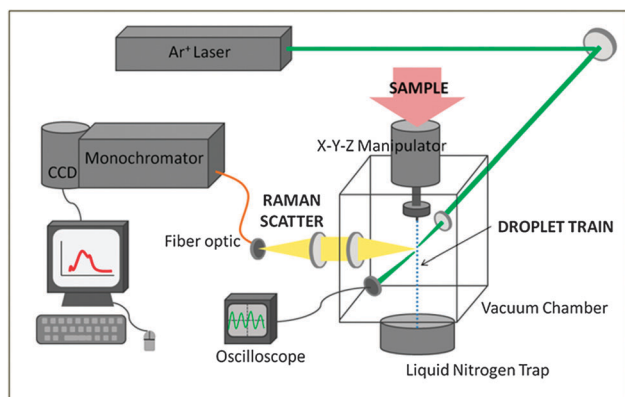 Ar⁺ Laser
SAMPLE
X-Y-Z Manipulator
CCD
Monochromator
RAMAN
SCATTER
Fiber optic
DROPLET TRAIN
Vacuum Chamber
Oscilloscope
Liquid Nitrogen Trap